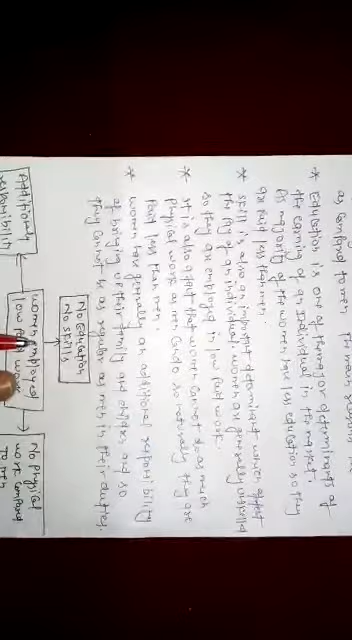 as compared to men. The main reasons are
* Education is one of the major determinants of
the earning of an Individual in the market.
As majority of the women have less education so they
are paid less than men.
* Skill is also an important determinant which affect
the pay of an individual. women are generally unskilled
so they are employed in low paid work.
* It is also a fact that women cannot does much
physical work as men can do so naturally they are
Paid less than men.
* women have generally an additional responsibility
of bringing up their family and children and so
they cannot be as regular as men in their duties.
No Education
No skills
Additionaly
responsibility
women employed
low
work
No Physical
work compared
to men